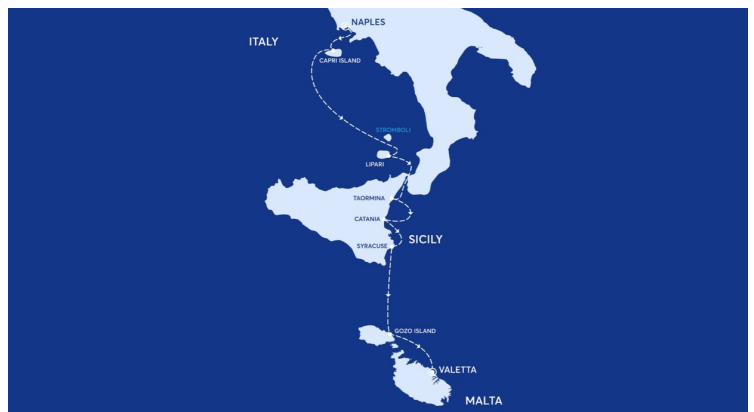 NAPLES
ITALY
CAPRI ISLAND
STROMBOLI
LIPARI
TAORMINA
CATANIA
SICILY
SYRACUSE
GOZO ISLAND
VALETTA
MALTA